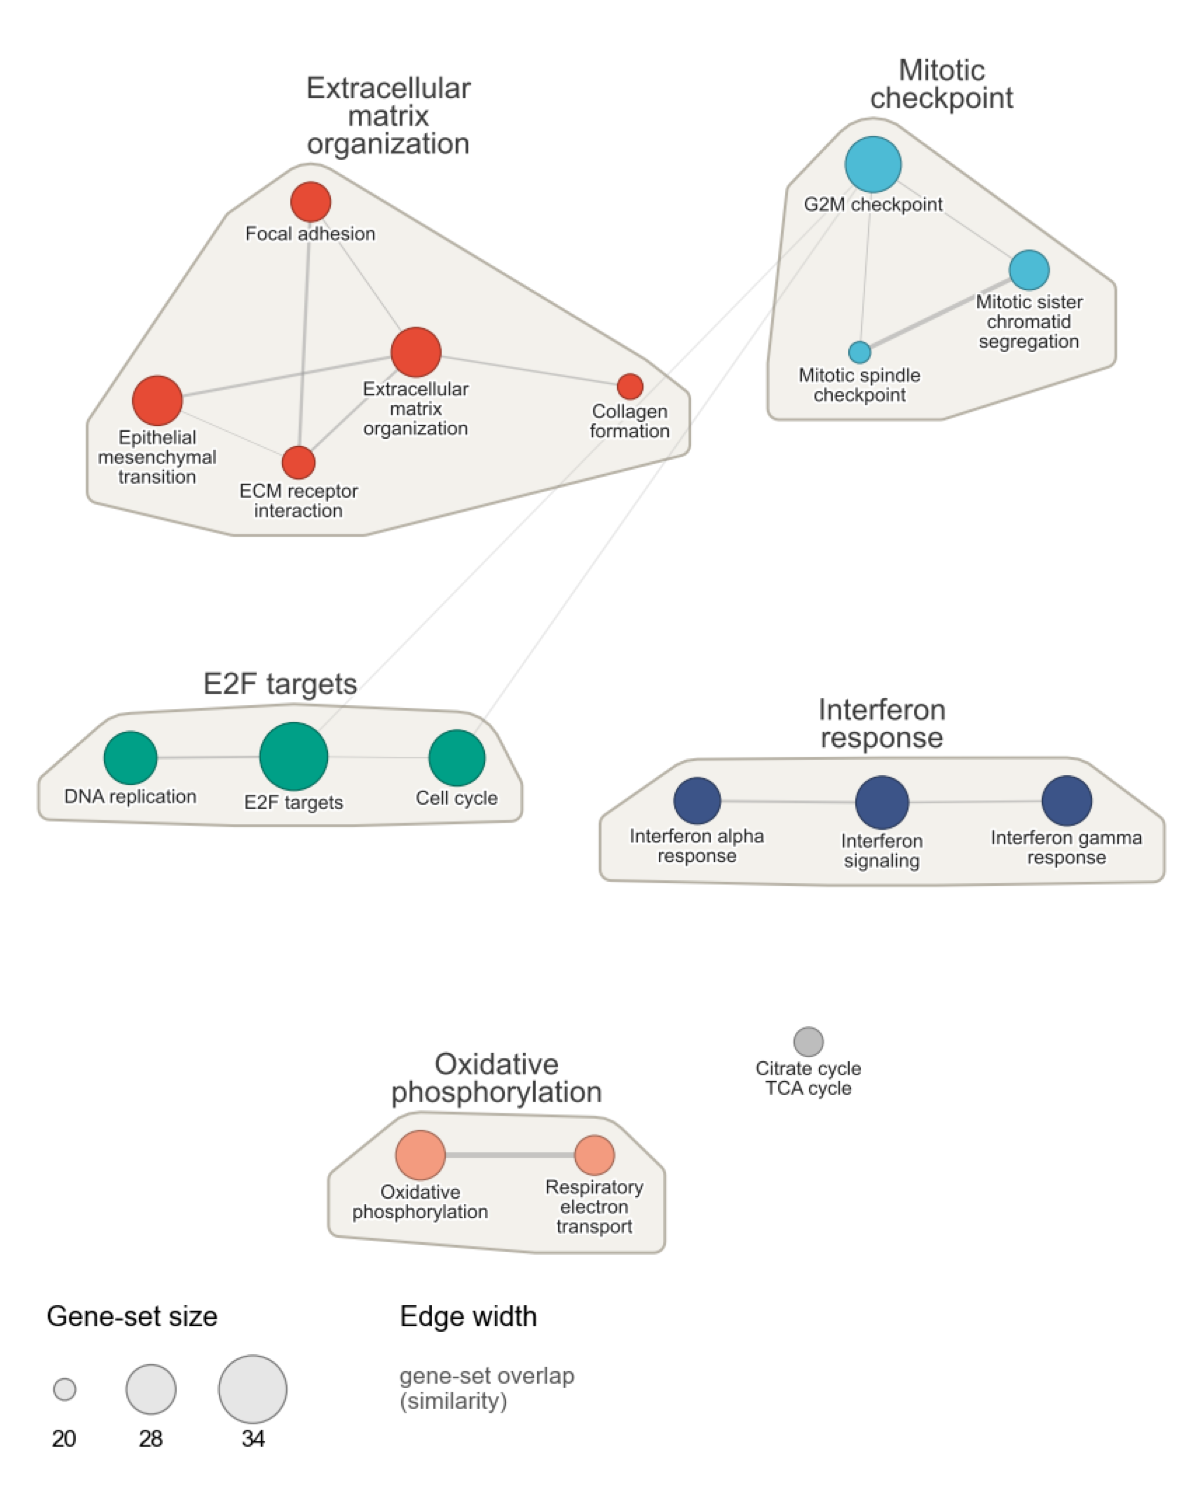 Extracellular
matrix
organization
Mitotic
checkpoint
Focal adhesion
G2M checkpoint
Mitotic sister
chromatid
segregation
Mitotic spindle
checkpoint
Extracellular
matrix
organization
Collagen
formation
Epithelial
mesenchymal
transition
ECM receptor
interaction
E2F targets
DNA replication
E2F targets
Cell cycle
Interferon
response
Interferon alpha
response
Interferon
signaling
Interferon gamma
response
Citrate cycle
TCA cycle
Oxidative
phosphorylation
Oxidative
phosphorylation
Respiratory
electron
transport
Gene-set size
20
28
34
Edge width
gene-set overlap
(similarity)